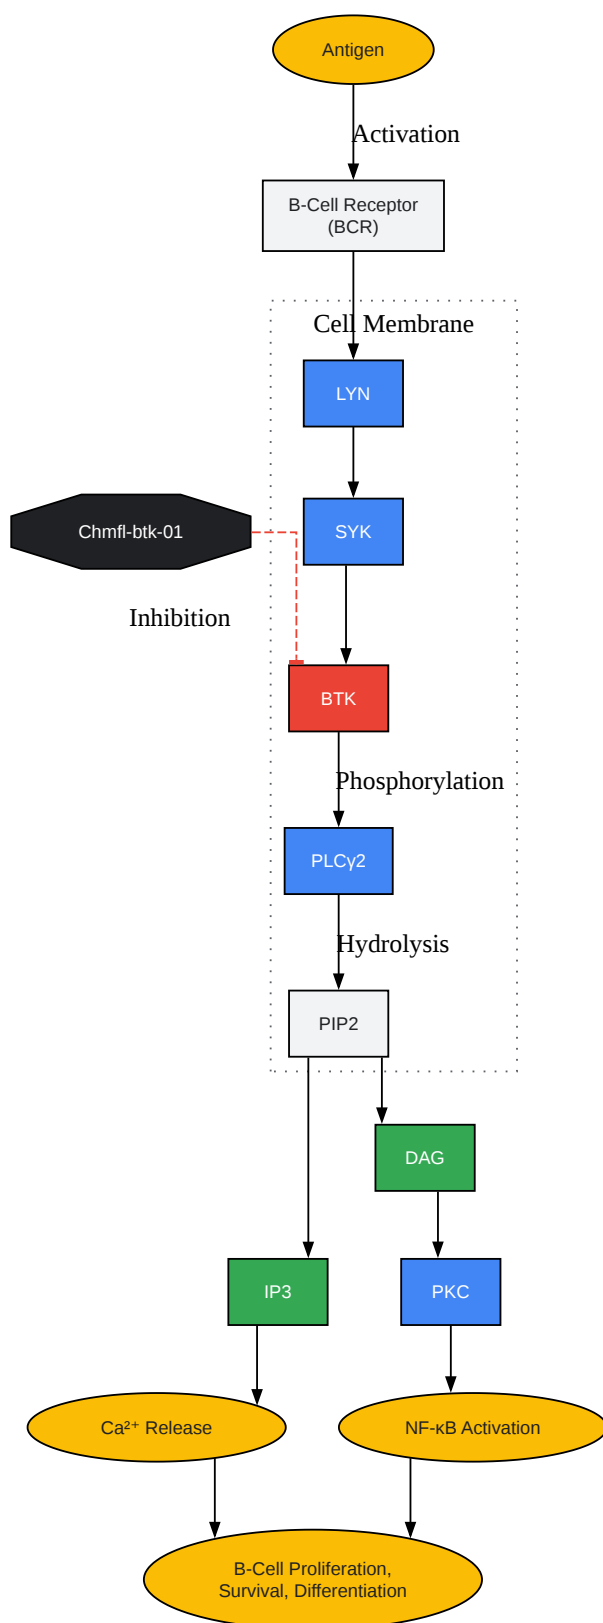 Antigen
Activation
B-Cell Receptor
(BCR)
Cell Membrane
LYN
Chmfl-btk-01
SYK
Inhibition
BTK
Phosphorylation
PLCγ2
Hydrolysis
PIP2
DAG
IP3
PKC
Ca²⁺ Release
NF-κB Activation
B-Cell Proliferation,
Survival, Differentiation